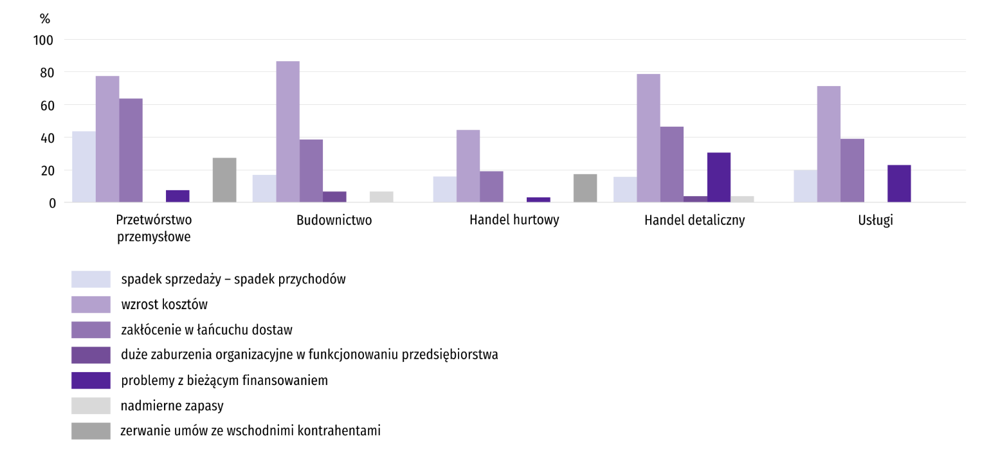 %
100
80
60
40
20
0
Przetwórstwo
przemysłowe
Budownictwo
Handel hurtowy
Handel detaliczny
Usługi
spadek sprzedaży – spadek przychodów
wzrost kosztów
zakłócenie w łańcuchu dostaw
duże zaburzenia organizacyjne w funkcjonowaniu przedsiębiorstwa
problemy z bieżącym finansowaniem
nadmierne zapasy
zerwanie umów ze wschodnimi kontrahentami